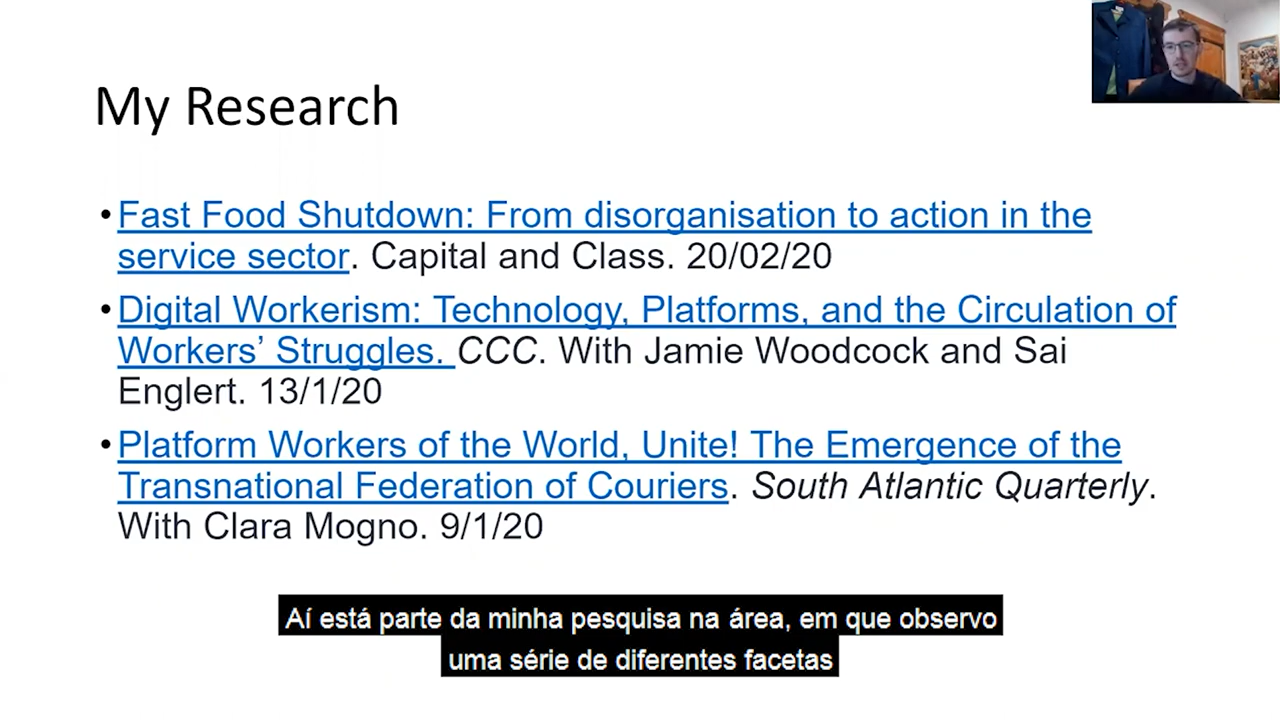 My Research
•Fast Food Shutdown: From disorganisation to action in the
service sector. Capital and Class. 20/02/20
•Digital Workerism: Technology, Platforms, and the Circulation of
Workers’ Struggles. CCC. With Jamie Woodcock and Sai
Englert. 13/1/20
•Platform Workers of the World, Unite! The Emergence of the
Transnational Federation of Couriers. South Atlantic Quarterly.
With Clara Mogno. 9/1/20
Aí está parte da minha pesquisa na área, em que observo
uma série de diferentes facetas